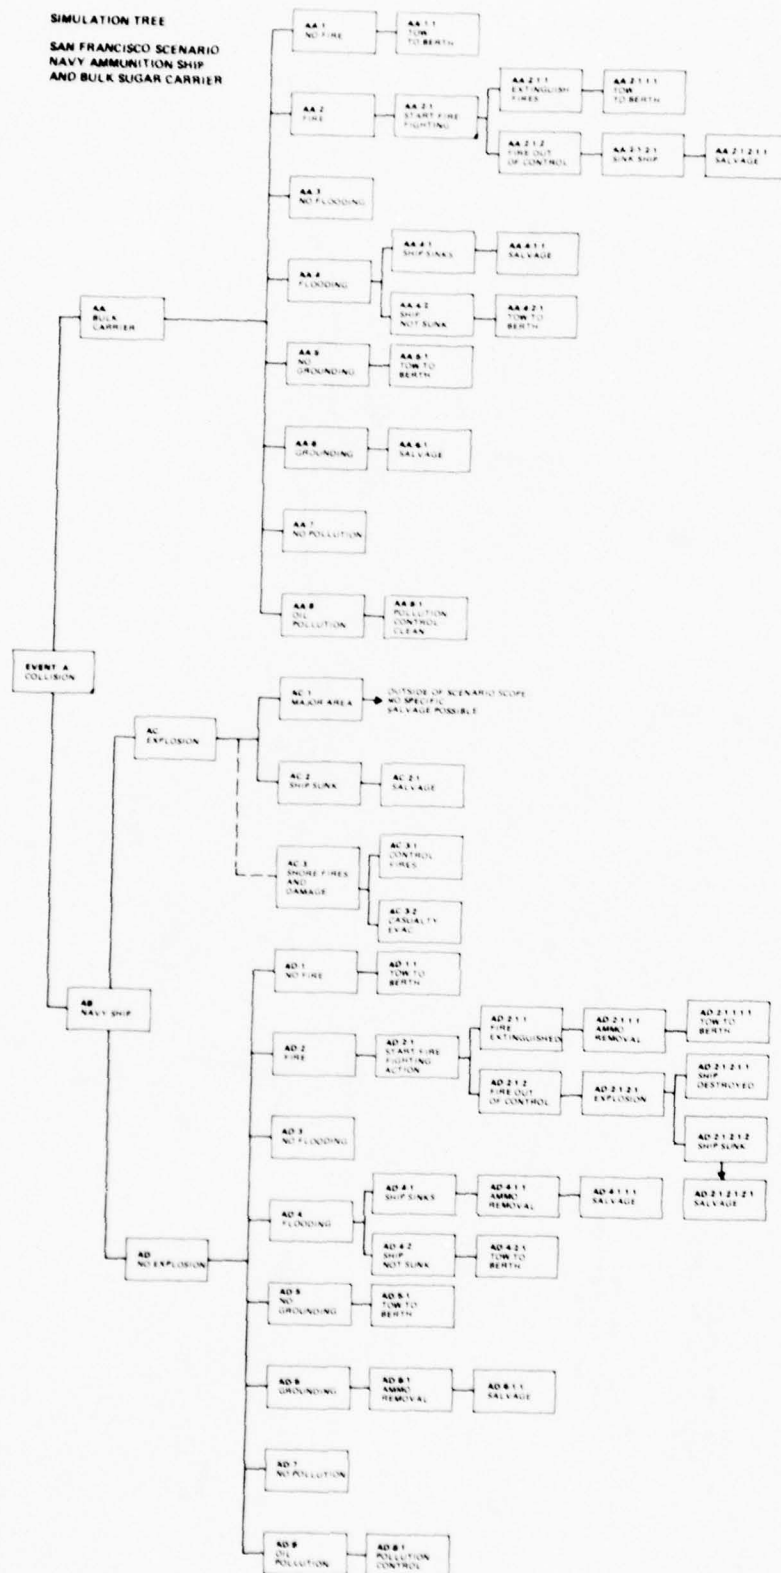 SIMULATION TREE
SAN FRANCISCO SCENARIO
NAVY AMMUNITION SHIP
AND BULK SUGAR CARRIER
AA-1
NO FIRE
AA-1-1
TOW
TO BERTH
AA-2
FIRE
AA-2-1
START FIRE
FIGHTING
AA-2-1-1
EXTINGUISH
FIRES
AA-2-1-1-1
TOW
TO BERTH
AA-2-1-2
FIRE OUT
OF CONTROL
AA-2-1-2-1
SINK SHIP
AA-2-1-2-1-1
SALVAGE
AA-3
NO FLOODING
AA-4
FLOODING
AA-4-1
SHIP SINKS
AA-4-1-1
SALVAGE
AA-4-2
SHIP
NOT SUNK
AA-4-2-1
TOW TO
BERTH
AA
BULK
CARRIER
AA-5
NO
GROUNDING
AA-5-1
TOW TO
BERTH
AA-6
GROUNDING
AA-6-1
SALVAGE
AA-7
NO POLLUTION
AA-8
OIL
POLLUTION
AA-8-1
POLLUTION
CONTROL
CLEAN
EVENT A
COLLISION
AC
EXPLOSION
AC-1
MAJOR AREA
OUTSIDE OF SCENARIO SCOPE
NO SPECIFIC
SALVAGE POSSIBLE
AC-2
SHIP SUNK
AC-2-1
SALVAGE
AC-3
SHORE FIRES
AND
DAMAGE
AC-3-1
CONTROL
FIRES
AC-3-2
CASUALTY
EVAC
AB
NAVY SHIP
AD-1
NO FIRE
AD-1-1
TOW TO
BERTH
AD-2
FIRE
AD-2-1
START FIRE
FIGHTING
ACTION
AD-2-1-1
FIRE
EXTINGUISHED
AD-2-1-1-1
AMMO
REMOVAL
AD-2-1-1-1-1
TOW TO
BERTH
AD-2-1-2
FIRE OUT
OF CONTROL
AD-2-1-2-1
EXPLOSION
AD-2-1-2-1-1
SHIP
DESTROYED
AD-2-1-2-1-2
SHIP SUNK
AD-2-1-2-1-2-1
SALVAGE
AD-3
NO FLOODING
AD-4
FLOODING
AD-4-1
SHIP SINKS
AD-4-1-1
AMMO
REMOVAL
AD-4-1-1-1
SALVAGE
AD-4-2
SHIP
NOT SUNK
AD-4-2-1
TOW TO
BERTH
AD
NO EXPLOSION
AD-5
NO
GROUNDING
AD-5-1
TOW TO
BERTH
AD-6
GROUNDING
AD-6-1
AMMO
REMOVAL
AD-6-1-1
SALVAGE
AD-7
NO POLLUTION
AD-8
OIL
POLLUTION
AD-8-1
POLLUTION
CONTROL